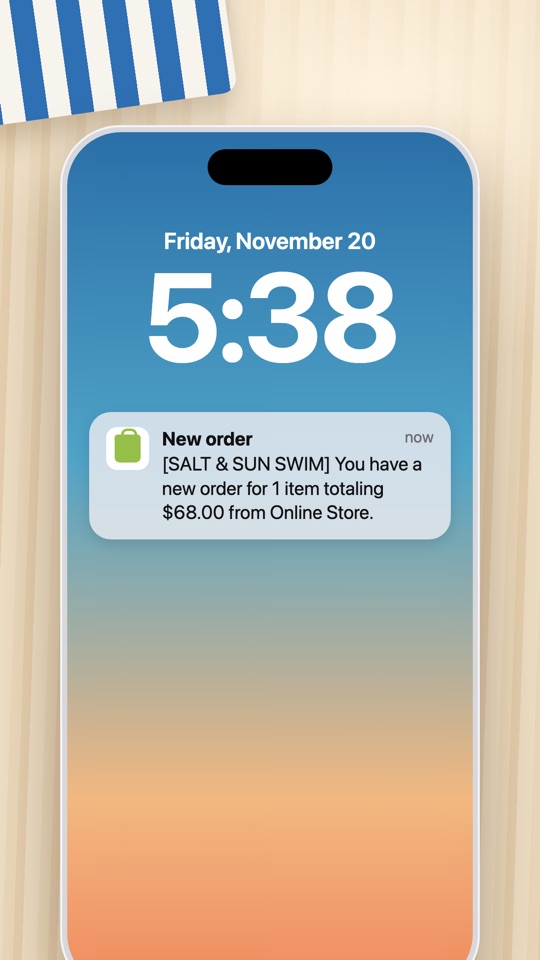 Friday, November 20
5:38
New order
now
[SALT & SUN SWIM] You have a
new order for 1 item totaling
$68.00 from Online Store.